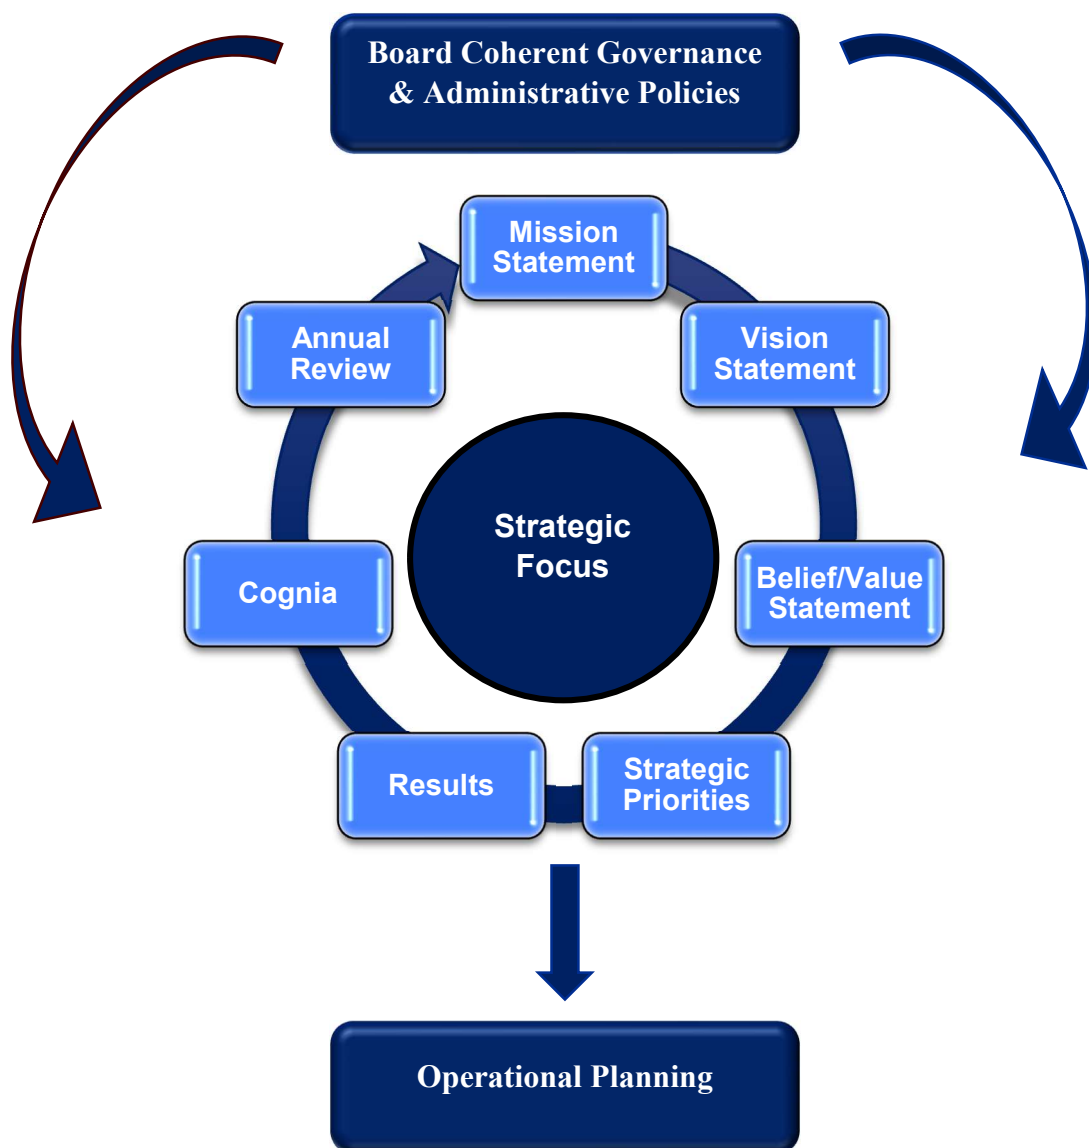 Board Coherent Governance
& Administrative Policies
Mission
Statement
Vision
Statement
Belief/Value
Statement
Strategic
Priorities
Results
Cognia
Annual
Review
Strategic
Focus
Operational Planning